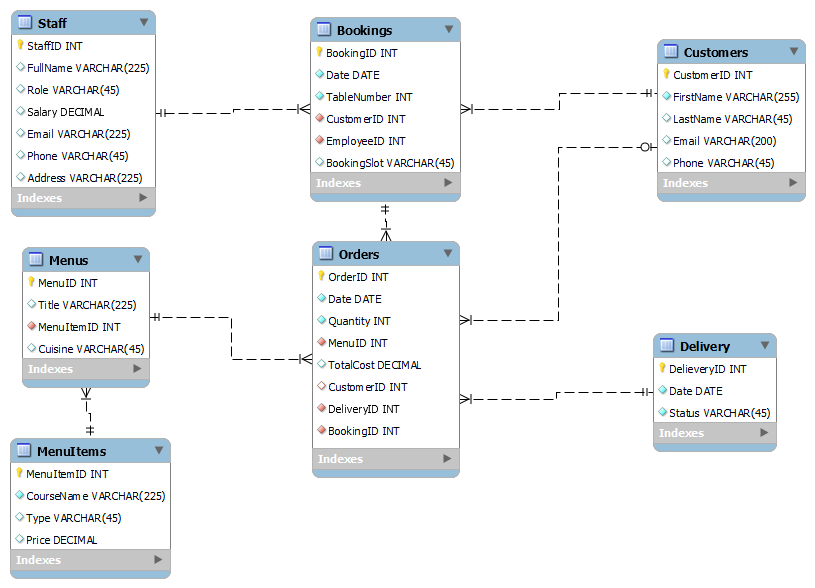 Staff
StaffID INT
FullName VARCHAR(225)
Role VARCHAR(45)
Salary DECIMAL
Email VARCHAR(225)
Phone VARCHAR(45)
Address VARCHAR(225)
Indexes
Bookings
BookingID INT
Date DATE
TableNumber INT
CustomerID INT
EmployeeID INT
BookingSlot VARCHAR(45)
Indexes
Customers
CustomerID INT
FirstName VARCHAR(255)
LastName VARCHAR(45)
Email VARCHAR(200)
Phone VARCHAR(45)
Indexes
Menus
MenuID INT
Title VARCHAR(225)
MenuItemID INT
Cuisine VARCHAR(45)
Indexes
Orders
OrderID INT
Date DATE
Quantity INT
MenuID INT
TotalCost DECIMAL
CustomerID INT
DeliveryID INT
BookingID INT
Indexes
Delivery
DelieveryID INT
Date DATE
Status VARCHAR(45)
Indexes
MenuItems
MenuItemID INT
CourseName VARCHAR(225)
Type VARCHAR(45)
Price DECIMAL
Indexes